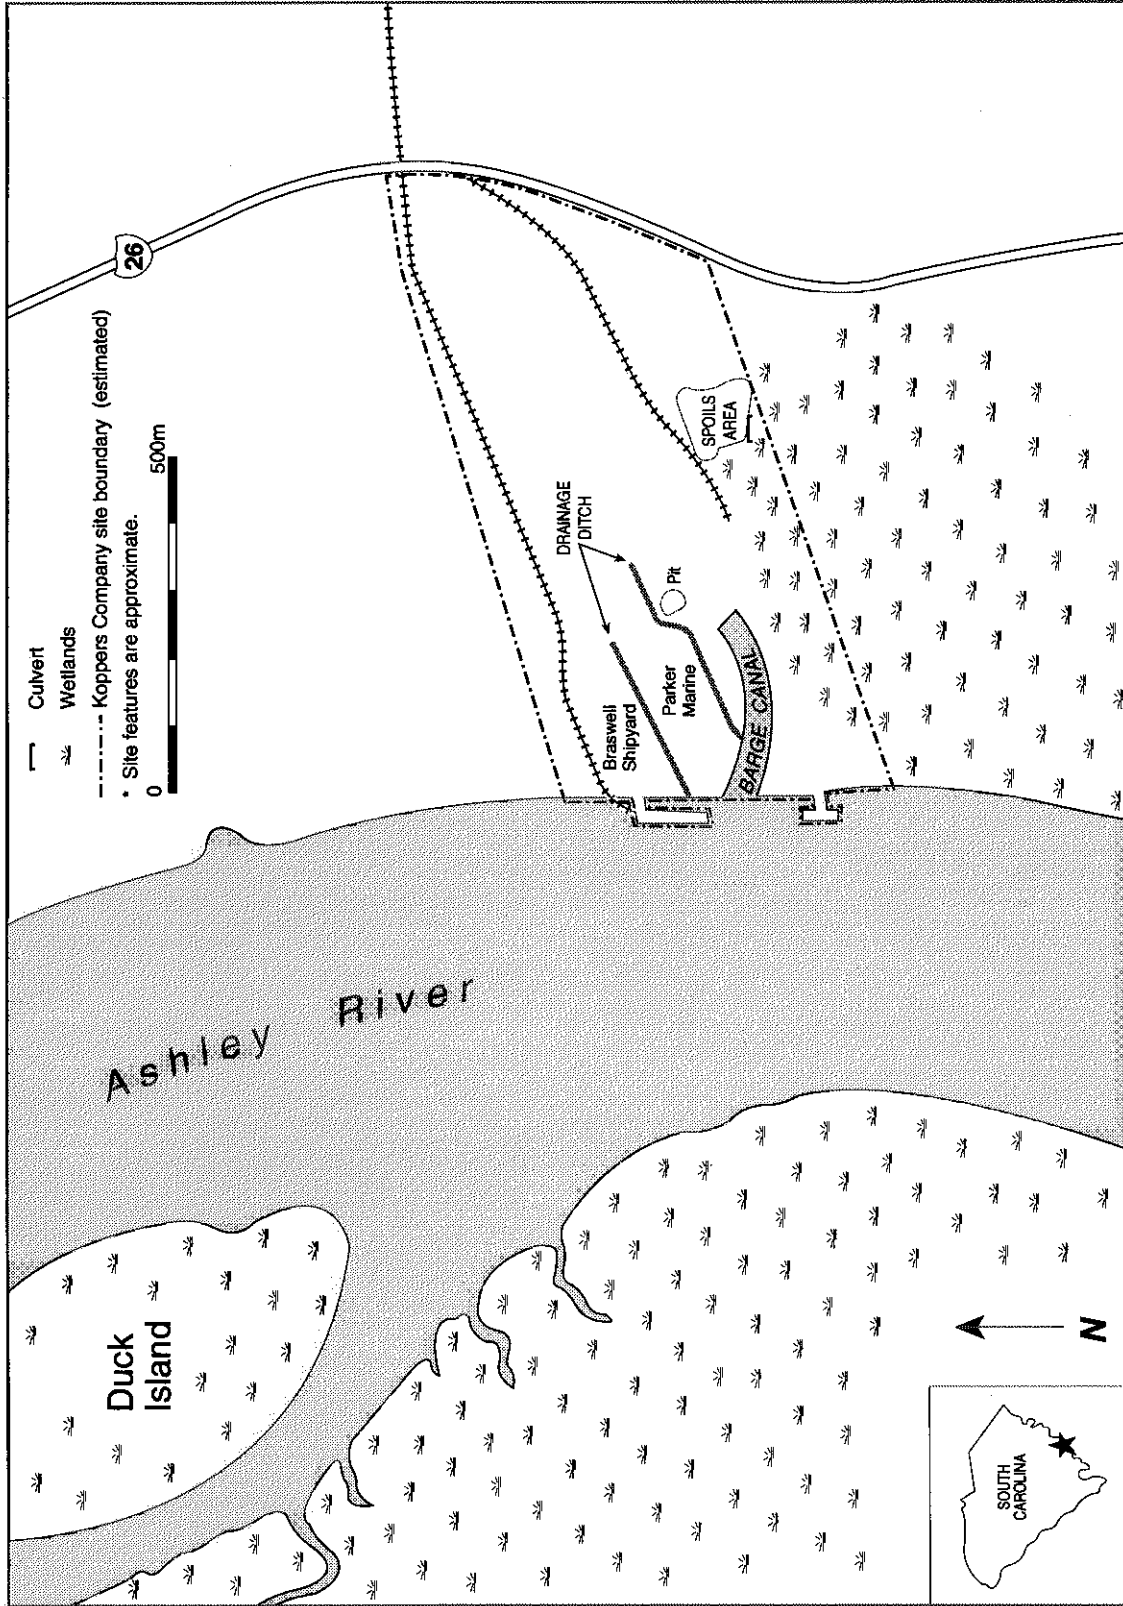 Culvert
Wetlands
Koppers Company site boundary (estimated)
* Site features are approximate.
0
500m
26
Ashley River
Duck
Island
DRAINAGE
DITCH
Braswell
Shipyard
Parker
Marine
Pit
BARGE CANAL
SPOILS
AREA
N
SOUTH
CAROLINA